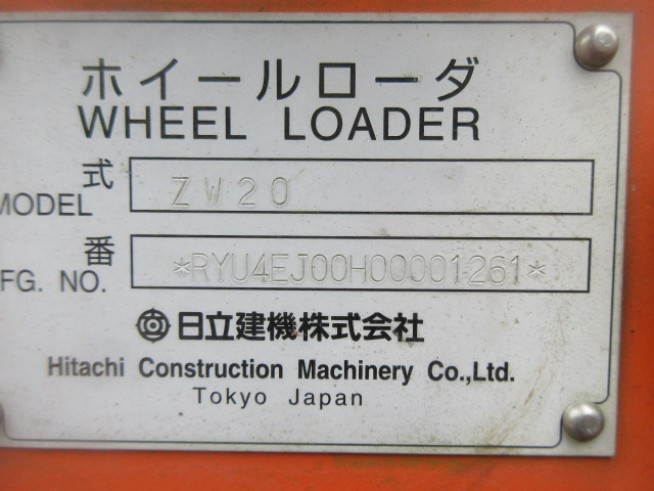 ホイールローダ
WHEEL LOADER
式
MODEL ZW20
番
FG. NO. *RYU4EJ00H00001261*
日立建機株式会社
Hitachi Construction Machinery Co.,Ltd.
Tokyo Japan